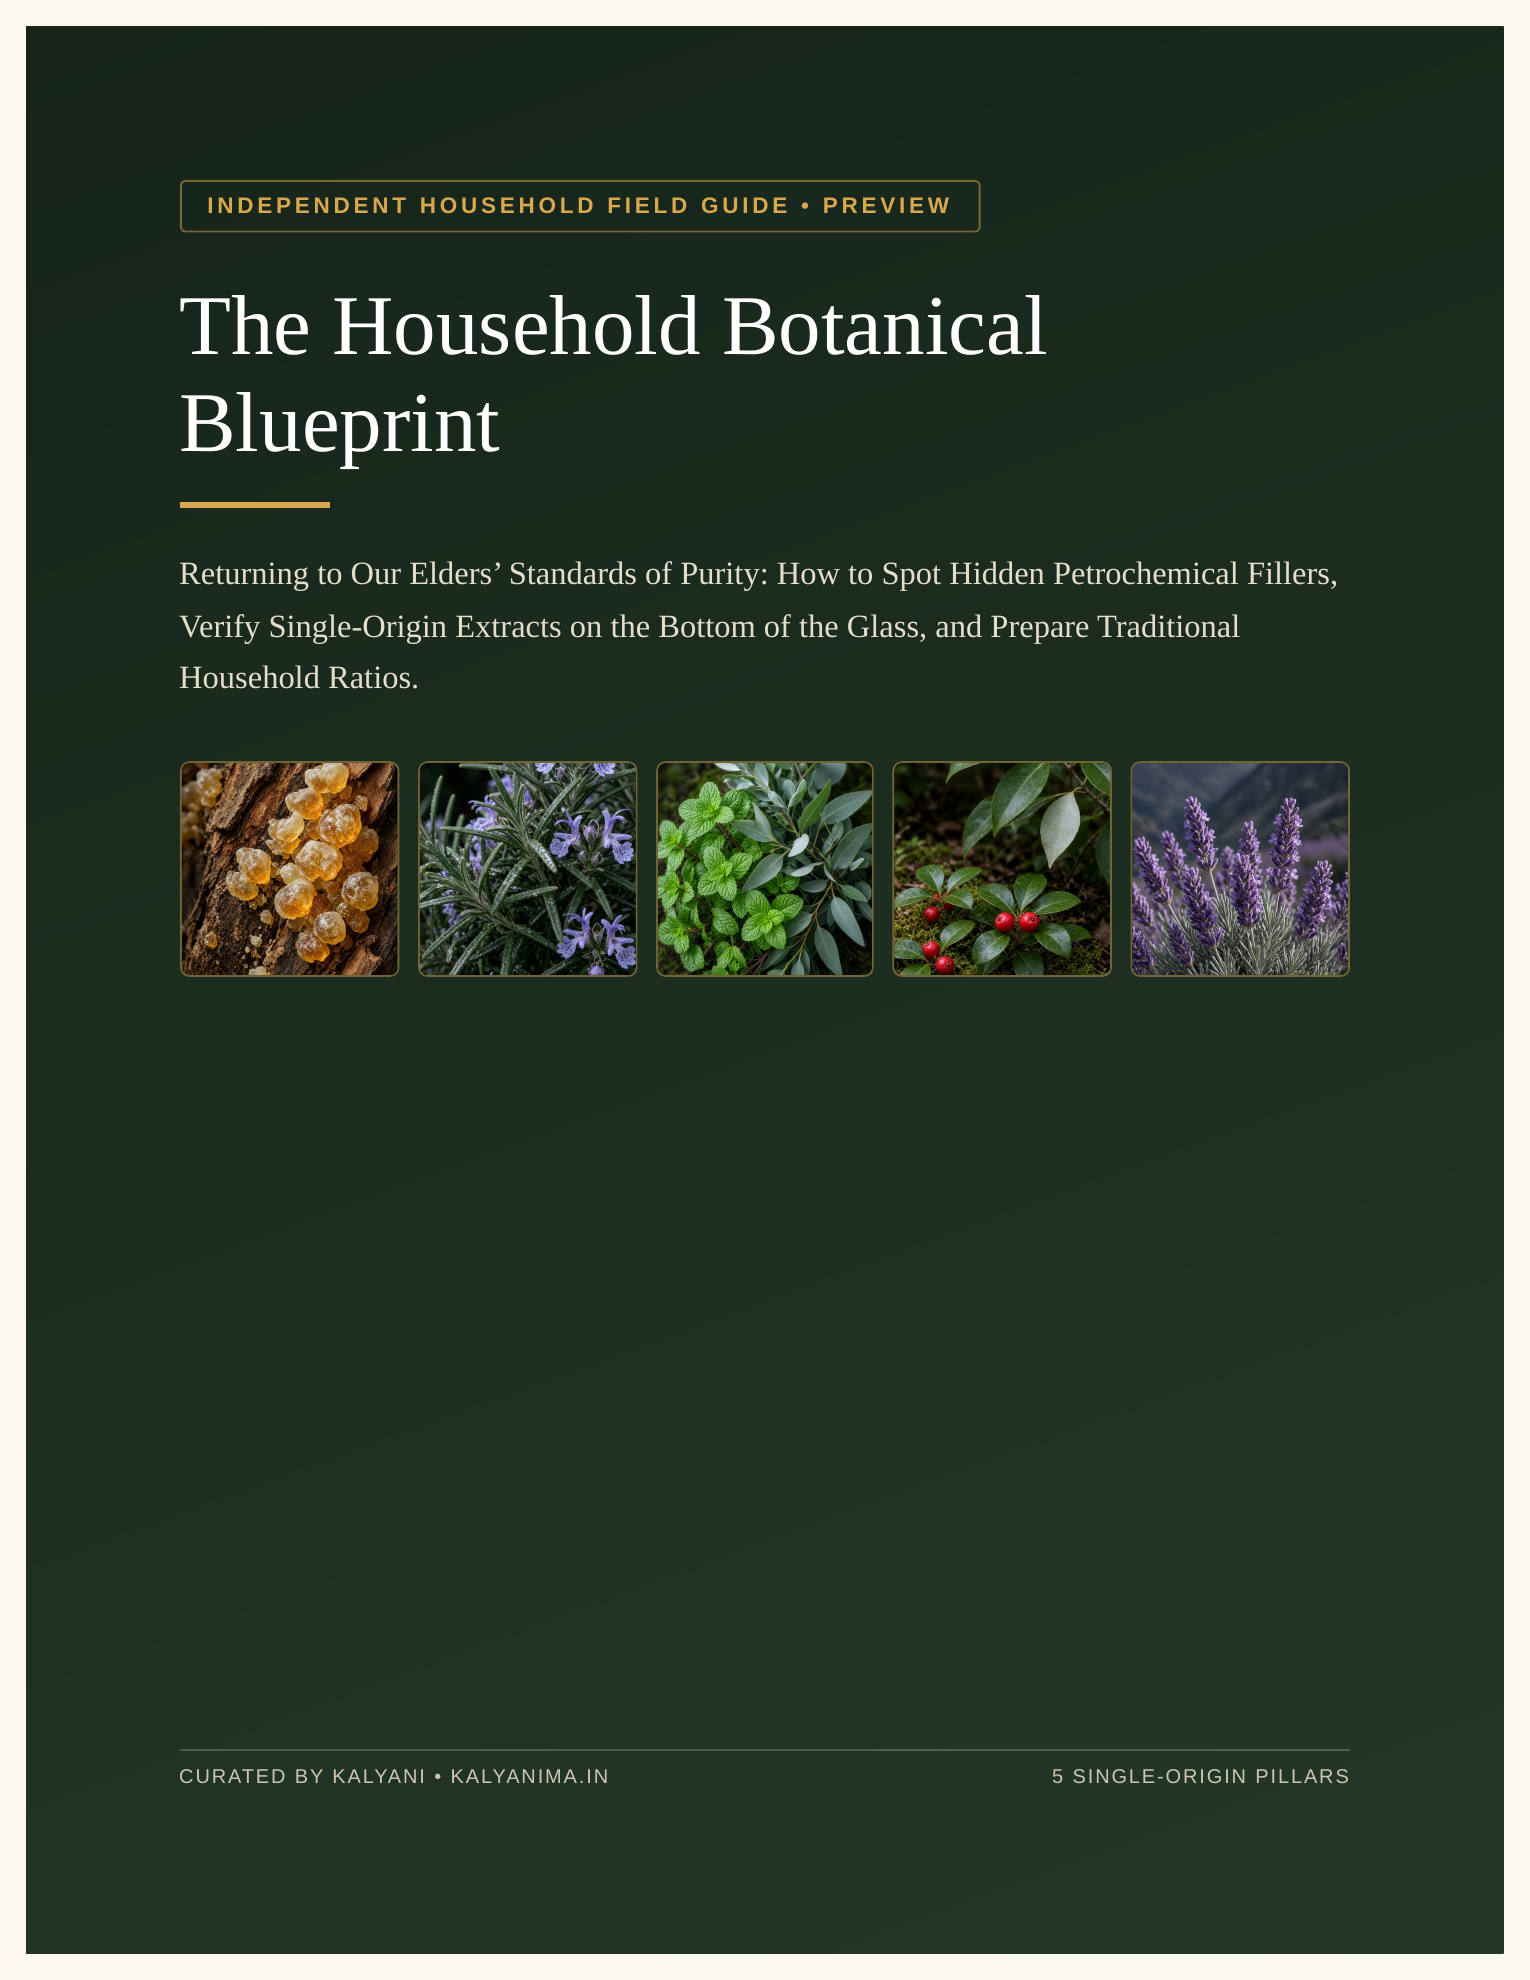 INDEPENDENT HOUSEHOLD FIELD GUIDE • PREVIEW
The Household Botanical
Blueprint
Returning to Our Elders’ Standards of Purity: How to Spot Hidden Petrochemical Fillers,
Verify Single-Origin Extracts on the Bottom of the Glass, and Prepare Traditional
Household Ratios.
CURATED BY KALYANI • KALYANIMA.IN
5 SINGLE-ORIGIN PILLARS